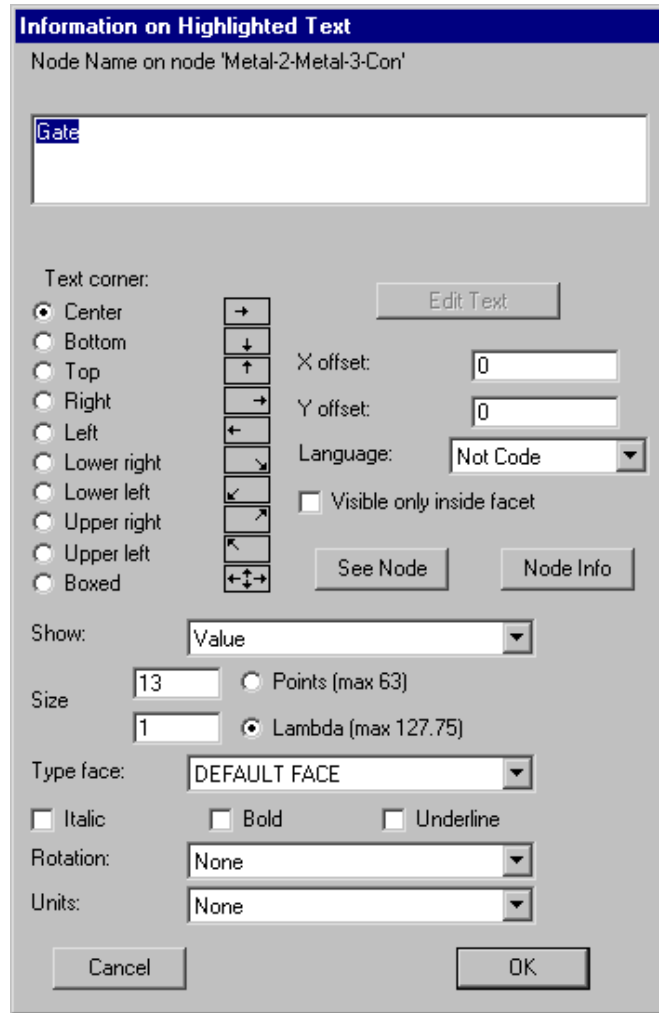 Information on Highlighted Text
Node Name on node 'Metal-2-Metal-3-Con'
Gate
Text corner:
Center
Bottom
Top
Right
Left
Lower right
Lower left
Upper right
Upper left
Boxed
Edit Text
X offset: 0
Y offset: 0
Language: Not Code
Visible only inside facet
See Node Node Info
Show: Value
Size
13 Points (max 63)
1 Lambda (max 127.75)
Type face: DEFAULT FACE
Italic Bold Underline
Rotation: None
Units: None
Cancel OK